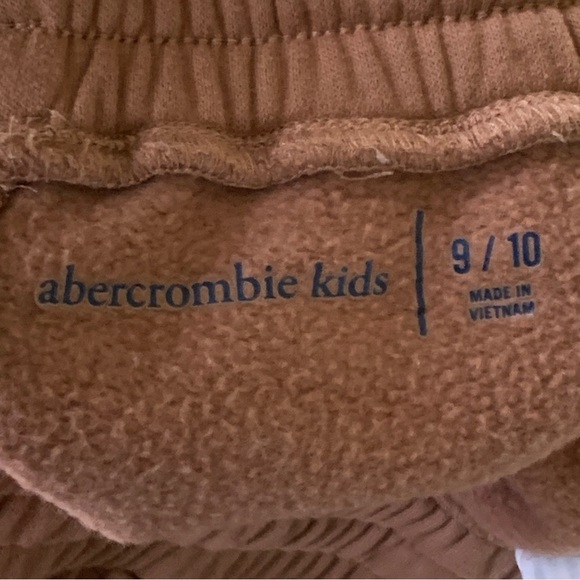 abercrombie kids
9 / 10
MADE IN
VIETNAM